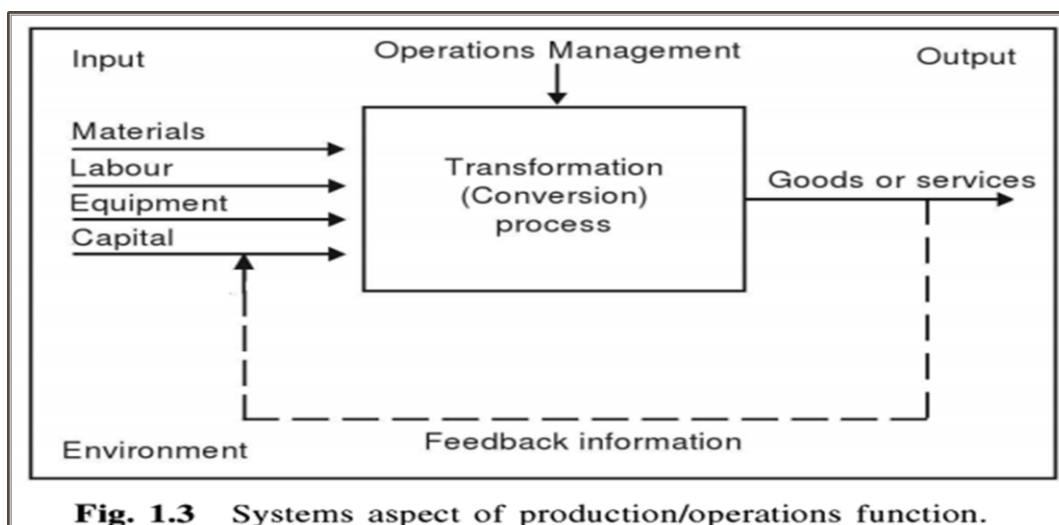 Input
Operations Management
Output
Materials
Labour
Equipment
Capital
Transformation
(Conversion)
process
Goods or services
Environment
Feedback information
Fig. 1.3 Systems aspect of production/operations function.